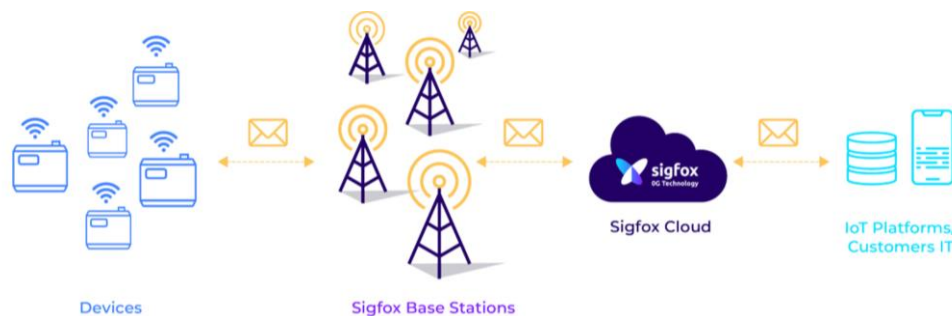 sigfox
0G Technology
Sigfox Cloud
IoT Platforms,
Customers IT
Devices
Sigfox Base Stations